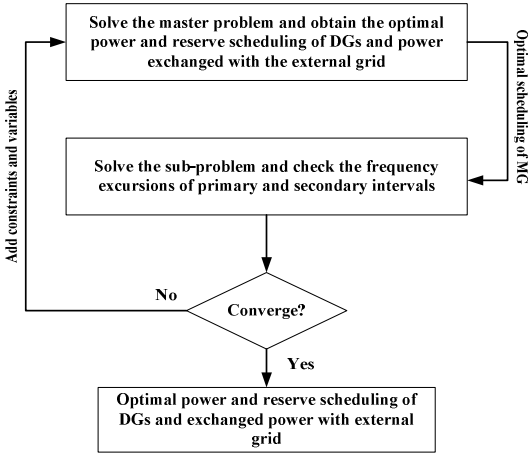 Solve the master problem and obtain the optimal
power and reserve scheduling of DGs and power
exchanged with the external grid
Optimal scheduling of MG
Add constraints and variables
Solve the sub-problem and check the frequency
excursions of primary and secondary intervals
No
Converge?
Yes
Optimal power and reserve scheduling of
DGs and exchanged power with external
grid